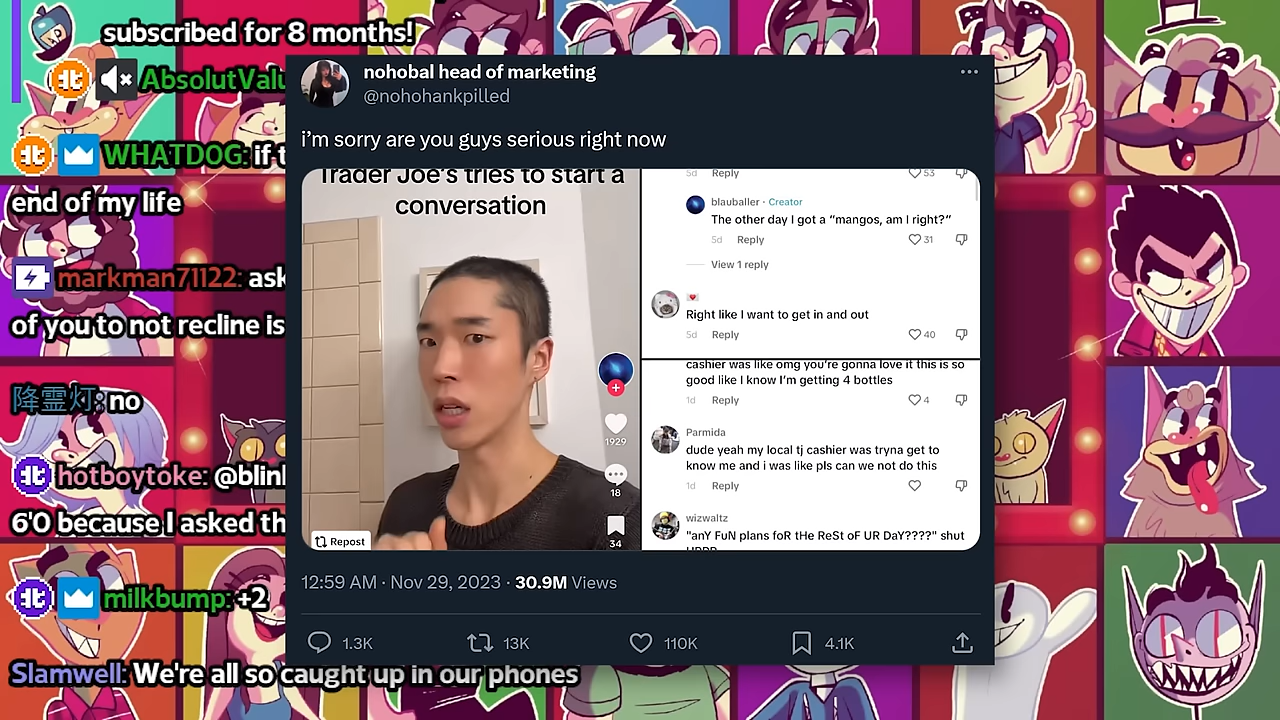 subscribed for 8 months!
AbsolutValu
WHATDOG: if t
end of my life
markman71122: ask
of you to not recline is
降霊灯: no
hotboytoke: @blin
6'0 because I asked th
milkbump: +2
Slamwell: We're all so caught up in our phones
nohobal head of marketing
@nohohankpilled
i'm sorry are you guys serious right now
Trader Joe's tries to start a
conversation
1929
18
34
Repost
5d Reply 53
blauballer · Creator
The other day I got a "mangos, am I right?"
5d Reply 31
View 1 reply
Right like I want to get in and out
5d Reply 40
cashier was like omg you're gonna love it this is so
good like I know I'm getting 4 bottles
1d Reply 4
Parmida
dude yeah my local tj cashier was tryna get to
know me and i was like pls can we not do this
1d Reply
wizwaltz
"anY FuN plans foR tHe ReSt oF UR DaY????" shut
12:59 AM · Nov 29, 2023 · 30.9M Views
1.3K 13K 110K 4.1K